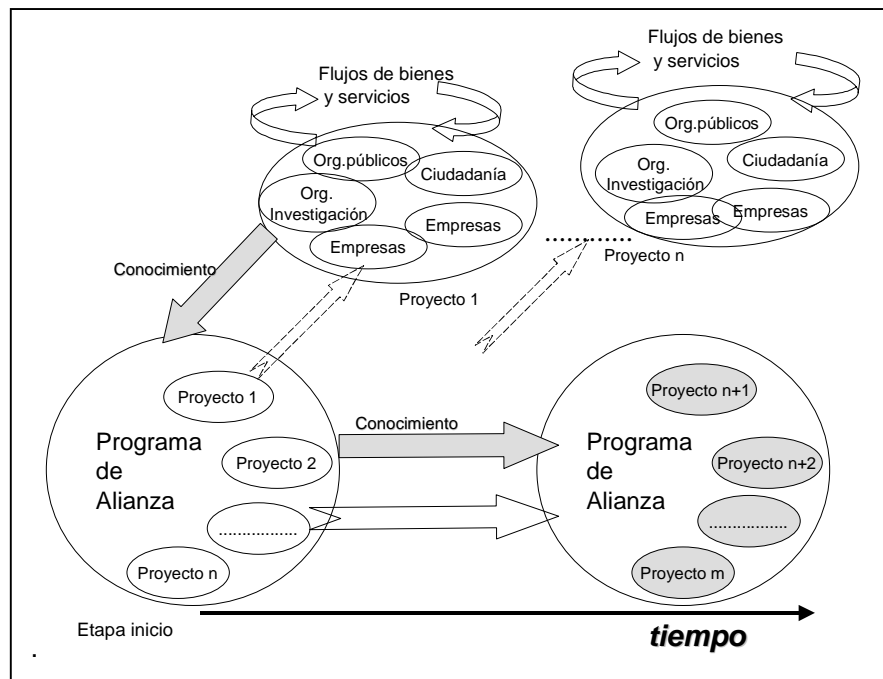 Flujos de bienes
y servicios
Org.públicos
Ciudadanía
Org.
Investigación
Empresas
Empresas
Proyecto 1
Flujos de bienes
y servicios
Org.públicos
Ciudadanía
Org.
Investigación
Empresas
Empresas
..............
Proyecto n
Conocimiento
Proyecto 1
Programa
de
Alianza
Proyecto 2
..................
Proyecto n
Conocimiento
Proyecto n+1
Programa
de
Alianza
Proyecto n+2
..................
Proyecto m
Etapa inicio
tiempo
.